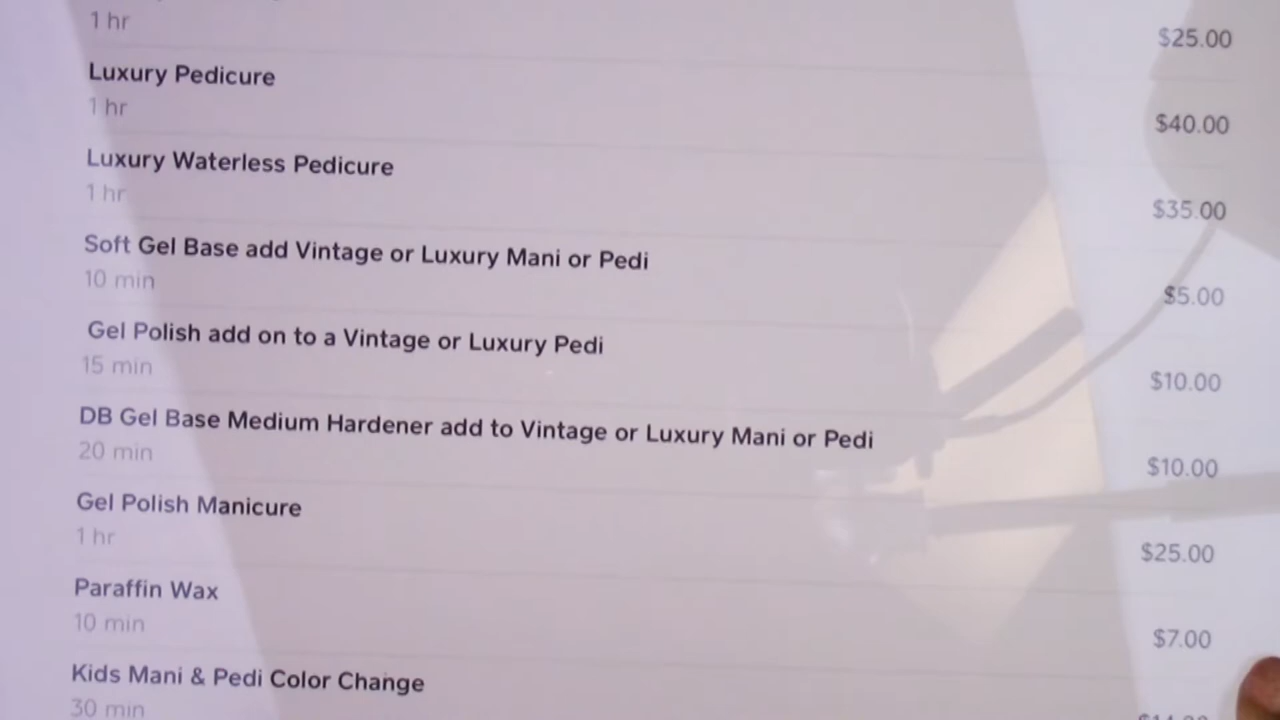 1 hr
$25.00
Luxury Pedicure
1 hr
$40.00
Luxury Waterless Pedicure
1 hr
$35.00
Soft Gel Base add Vintage or Luxury Mani or Pedi
10 min
$5.00
Gel Polish add on to a Vintage or Luxury Pedi
15 min
$10.00
DB Gel Base Medium Hardener add to Vintage or Luxury Mani or Pedi
20 min
$10.00
Gel Polish Manicure
1 hr
$25.00
Paraffin Wax
10 min
$7.00
Kids Mani & Pedi Color Change
30 min